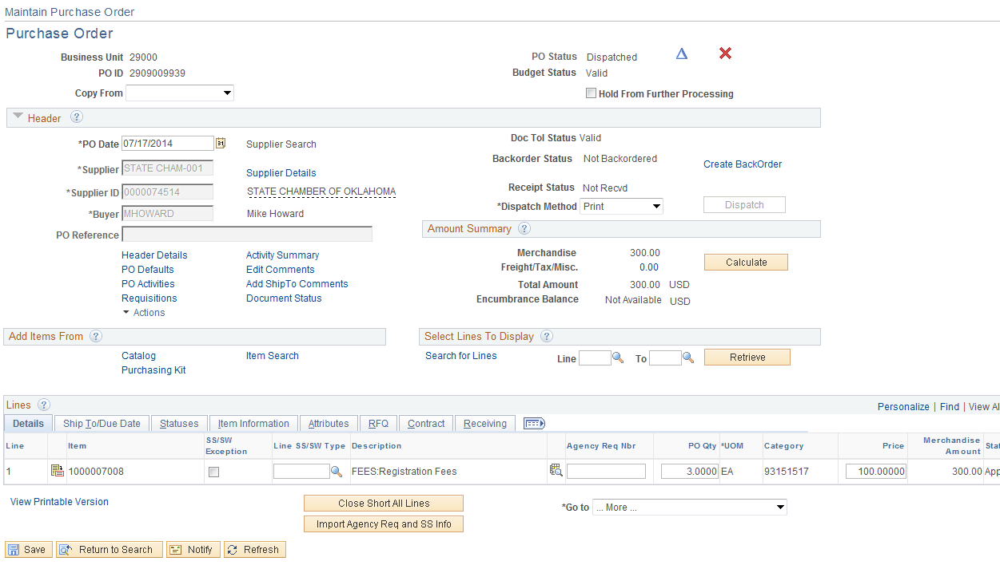 Maintain Purchase Order
Purchase Order
Business Unit 29000
PO Status Dispatched
PO ID 2909009939
Budget Status Valid
Copy From
Hold From Further Processing
Header ?
*PO Date 07/17/2014 31 Supplier Search
Doc Tol Status Valid
*Supplier STATE CHAM-001 Supplier Details
Backorder Status Not Backordered Create BackOrder
*Supplier ID 0000074514 STATE CHAMBER OF OKLAHOMA
Receipt Status Not Recvd
*Buyer MHOWARD Mike Howard
*Dispatch Method Print Dispatch
PO Reference
Amount Summary ?
Header Details Activity Summary
Merchandise 300.00
PO Defaults Edit Comments
Freight/Tax/Misc. 0.00 Calculate
PO Activities Add ShipTo Comments
Total Amount 300.00 USD
Requisitions Document Status
Encumbrance Balance Not Available USD
Actions
Add Items From ?
Select Lines To Display ?
Catalog Item Search
Search for Lines Line To Retrieve
Purchasing Kit
Lines ?
Personalize | Find | View Al
Details Ship To/Due Date Statuses Item Information Attributes RFQ Contract Receiving
Line Item SS/SW Exception Line SS/SW Type Description Agency Req Nbr PO Qty *UOM Category Price Merchandise Amount Stat
1 1000007008 FEES:Registration Fees 3.0000 EA 93151517 100.00000 300.00 App
View Printable Version
Close Short All Lines
*Go to ... More ...
Import Agency Req and SS Info
Save Return to Search Notify Refresh